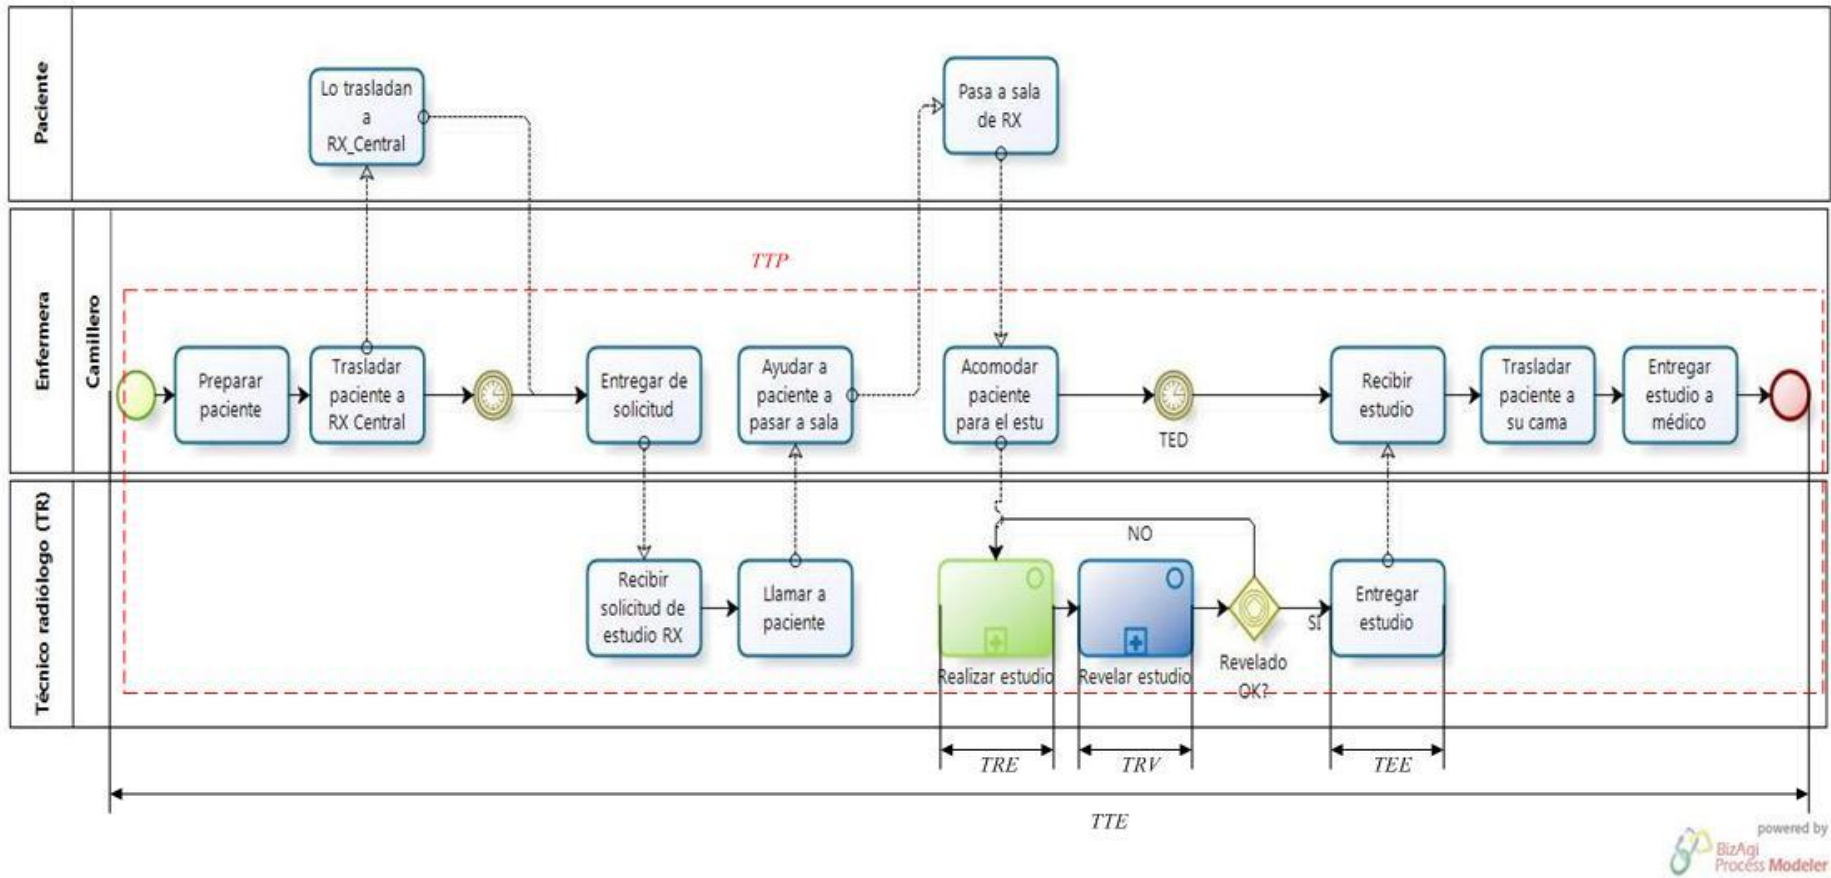 Paciente
Lo trasladan
a
RX_Central
Pasa a sala
de RX
Enfermera
Camillero
TTP
Preparar
paciente
Trasladar
paciente a
RX Central
Entregar de
solicitud
Ayudar a
paciente a
pasar a sala
Acomodar
paciente
para el estu
TED
Recibir
estudio
Trasladar
paciente a
su cama
Entregar
estudio a
médico
Técnico radiólogo (TR)
Recibir
solicitud de
estudio RX
Llamar a
paciente
NO
Realizar estudio
Revelar estudio
Revelado
OK?
SI
Entregar
estudio
TRE
TRV
TEE
TTE
powered by
BizAgi
Process Modeler